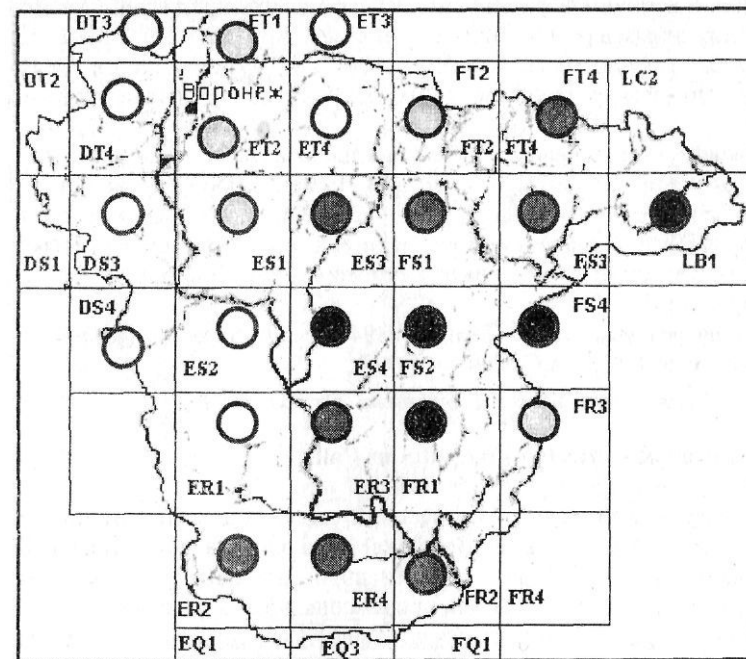 DT3 ET1 ET3
DT2 FT2 FT4 LC2
Воронеж
DT4 ET2 ET4 FT2 FT4
DS1 DS3 ES1 ES3 FS1 ES3 LB1
DS4 FS4
ES2 ES4 FS2
FR3
ER1 ER3 FR1
ER2 ER4 FR2 FR4
EQ1 EQ3 FQ1